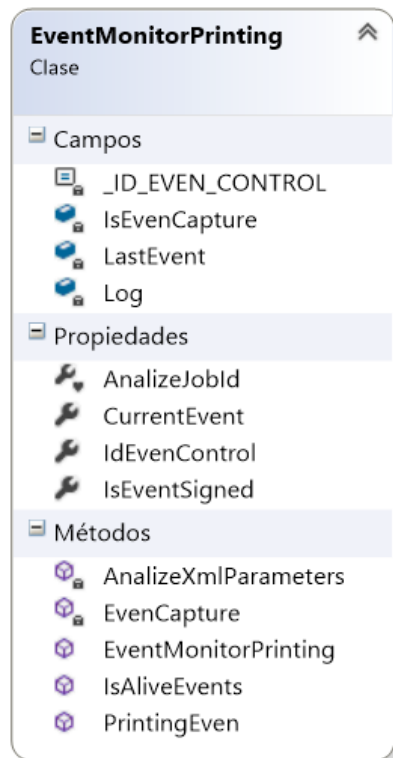 EventMonitorPrinting
Clase
Campos
_ID_EVEN_CONTROL
IsEvenCapture
LastEvent
Log
Propiedades
AnalizeJobId
CurrentEvent
IdEvenControl
IsEventSigned
Métodos
AnalizeXmlParameters
EvenCapture
EventMonitorPrinting
IsAliveEvents
PrintingEven